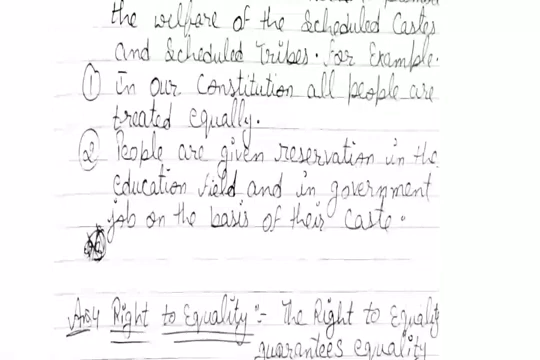 the welfare of the Scheduled Castes
and Scheduled Tribes. For Example.
① In our Constitution all people are
treated equally.
② People are given reservation in the
Education field and in government
job on the basis of their caste.
Ans4 Right to Equality :- The Right to Equality
guarantees equality